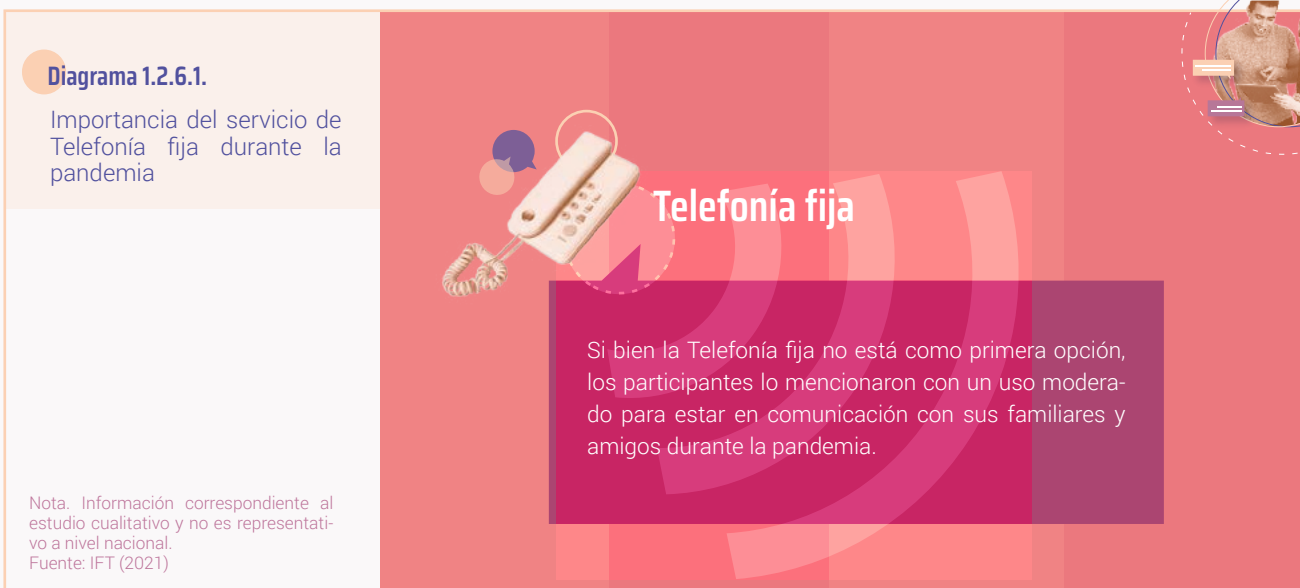 Diagrama 1.2.6.1.
Importancia del servicio de
Telefonía fija durante la
pandemia
Telefonía fija
Si bien la Telefonía fija no está como primera opción,
los participantes lo mencionaron con un uso modera-
do para estar en comunicación con sus familiares y
amigos durante la pandemia.
Nota. Información correspondiente al
estudio cualitativo y no es representati-
vo a nivel nacional.
Fuente: IFT (2021)